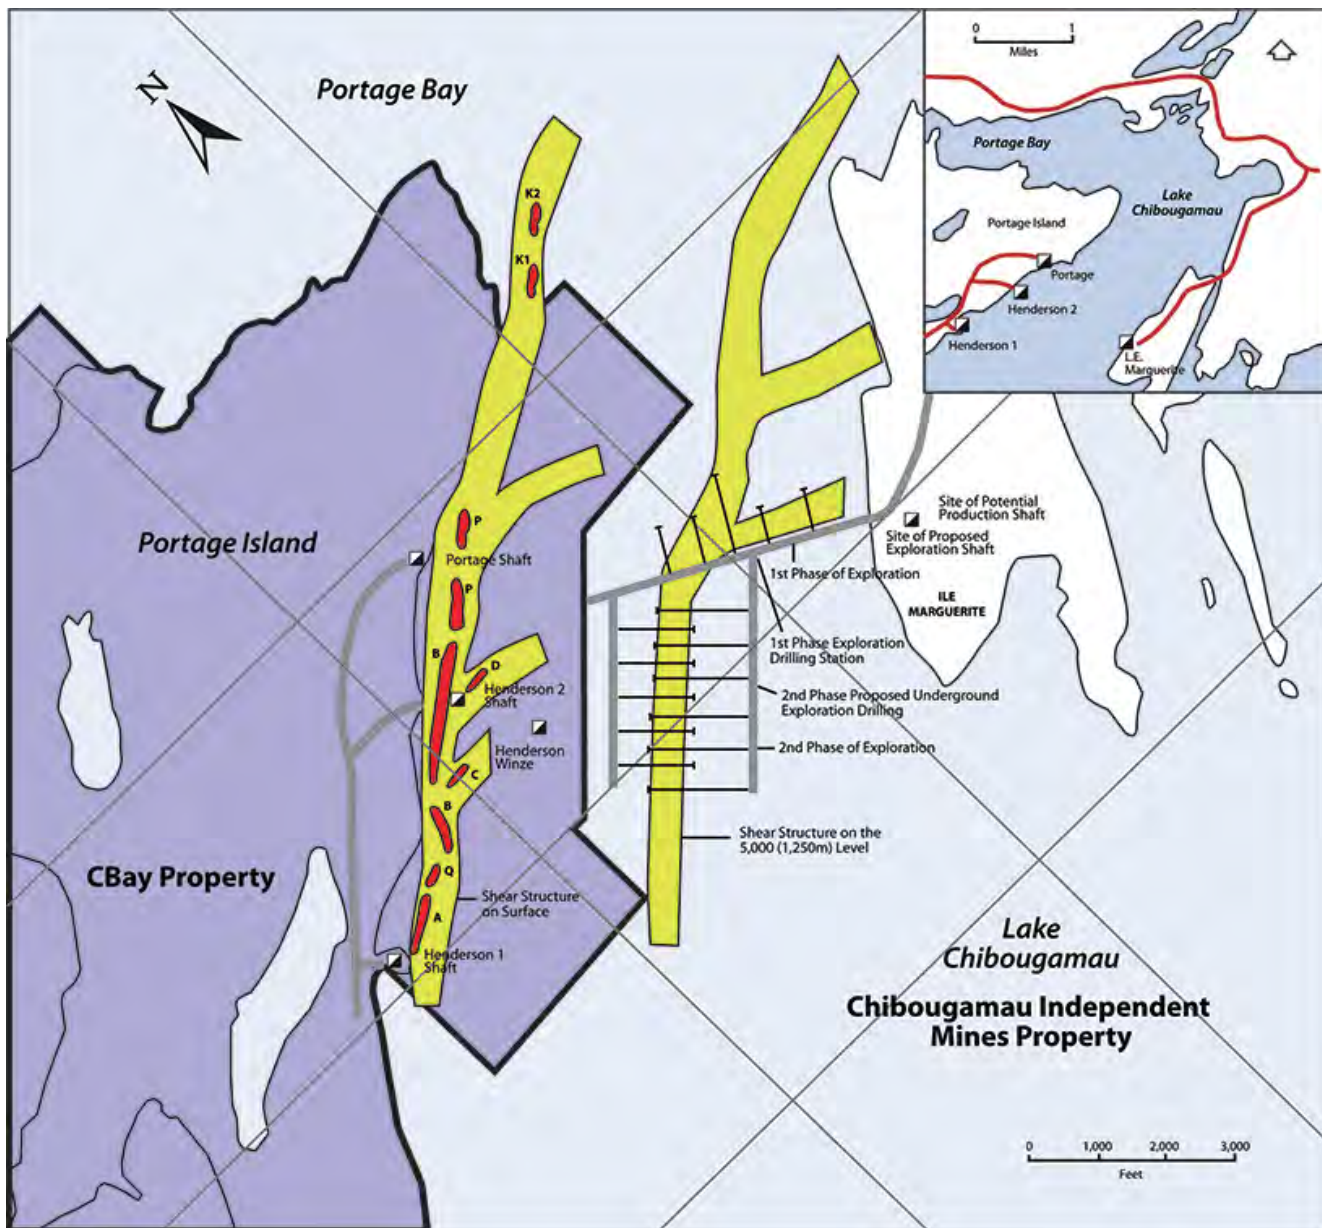 N
Portage Bay
K2
K1
Portage Island
P
Portage Shaft
P
B
D
Henderson 2
Shaft
Henderson
Winze
C
B
Q
A
CBay Property
Shear Structure
on Surface
Henderson 1
Shaft
0 1
Miles
Portage Bay
Lake
Chibougamau
Portage Island
Portage
Henderson 2
Henderson 1
L.E.
Marguerite
Site of Potential
Production Shaft
Site of Proposed
Exploration Shaft
1st Phase of Exploration
ILE
MARGUERITE
1st Phase Exploration
Drilling Station
2nd Phase Proposed Underground
Exploration Drilling
2nd Phase of Exploration
Shear Structure on the
5,000 (1,250m) Level
Lake
Chibougamau
Chibougamau Independent
Mines Property
0 1,000 2,000 3,000
Feet